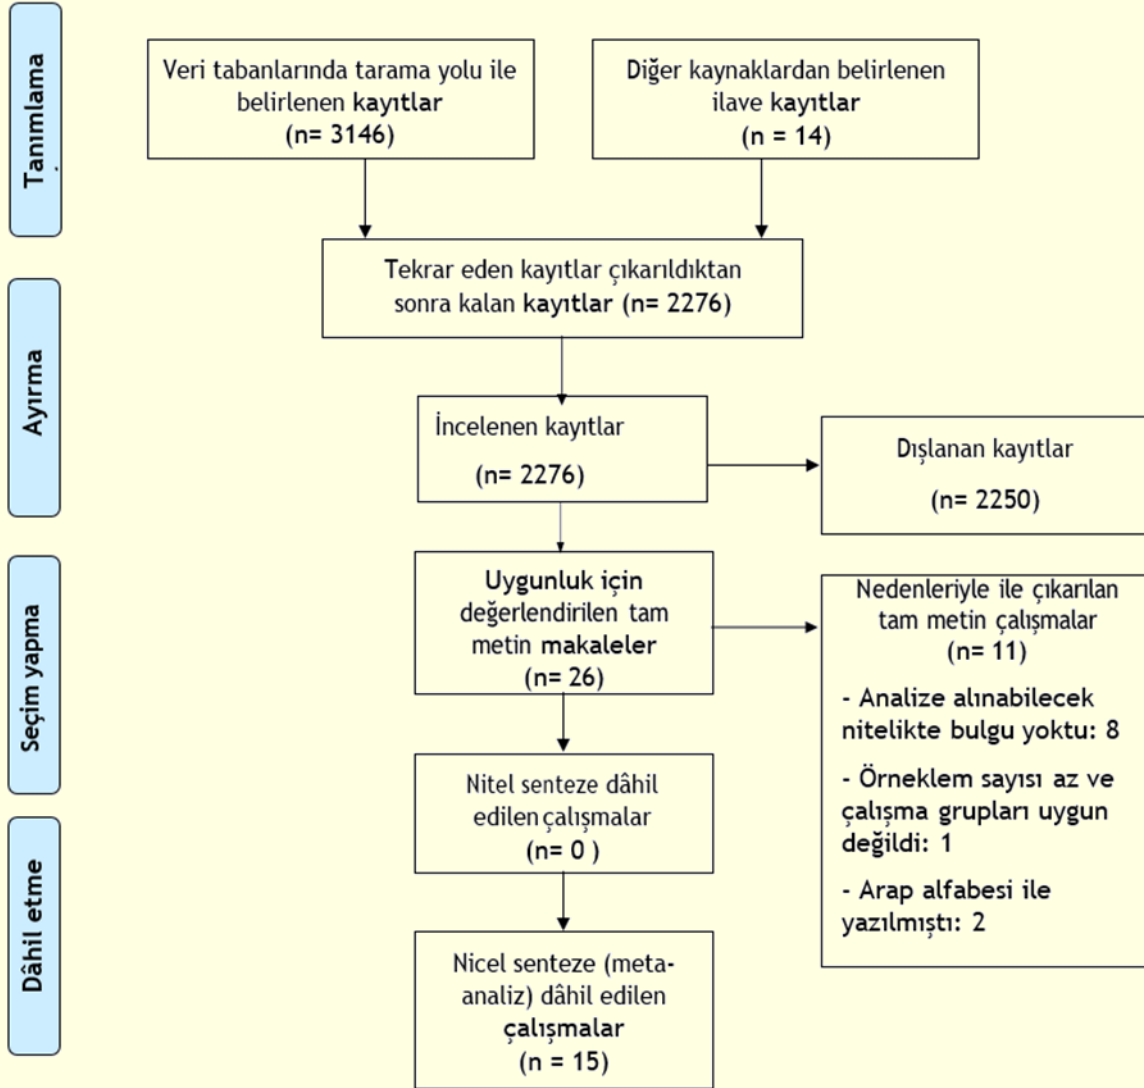 Tanımlama
Veri tabanlarında tarama yolu ile
belirlenen kayıtlar
(n= 3146)
Diğer kaynaklardan belirlenen
ilave kayıtlar
(n = 14)
Tekrar eden kayıtlar çıkarıldıktan
sonra kalan kayıtlar (n= 2276)
Ayırma
İncelenen kayıtlar
(n= 2276)
Dışlanan kayıtlar
(n= 2250)
Seçim yapma
Uygunluk için
değerlendirilen tam
metin makaleler
(n= 26)
Nedenleriyle ile çıkarılan
tam metin çalışmalar
(n= 11)
- Analize alınabilecek
nitelikte bulgu yoktu: 8
- Örneklem sayısı az ve
çalışma grupları uygun
değildi: 1
- Arap alfabesi ile
yazılmıştı: 2
Nitel senteze dâhil
edilen çalışmalar
(n= 0 )
Dâhil etme
Nicel senteze (meta-
analiz) dâhil edilen
çalışmalar
(n = 15)